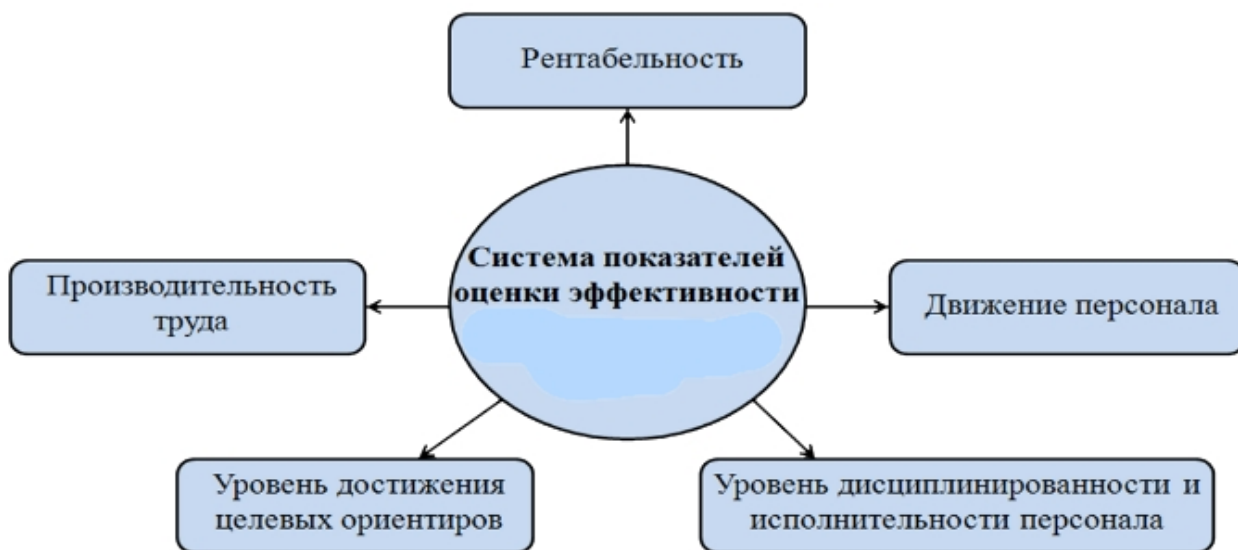 Рентабельность
Система показателей
оценки эффективности
Производительность
труда
Движение персонала
Уровень достижения
целевых ориентиров
Уровень дисциплинированности и
исполнительности персонала